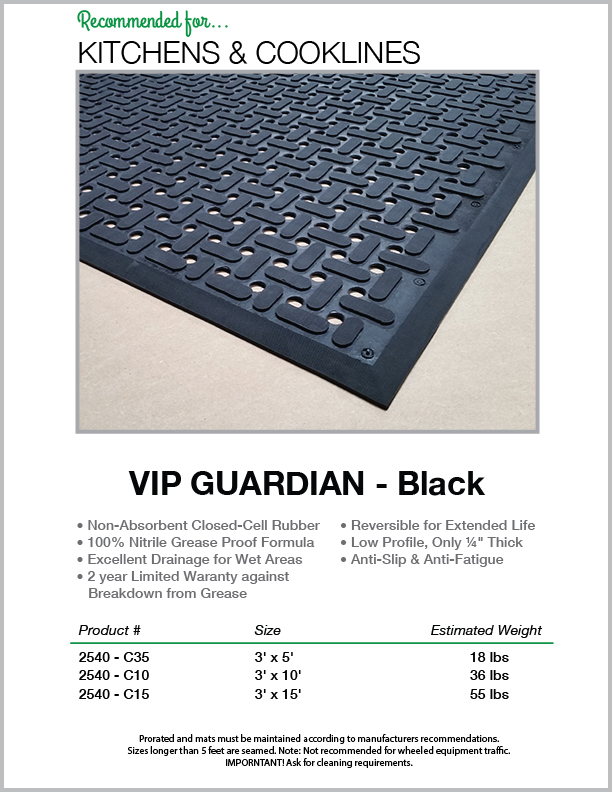 Recommended for...
KITCHENS & COOKLINES
VIP GUARDIAN - Black
• Non-Absorbent Closed-Cell Rubber
• 100% Nitrile Grease Proof Formula
• Excellent Drainage for Wet Areas
• 2 year Limited Waranty against
Breakdown from Grease
• Reversible for Extended Life
• Low Profile, Only ¼" Thick
• Anti-Slip & Anti-Fatigue
Product # Size Estimated Weight
2540 - C35 3' x 5' 18 lbs
2540 - C10 3' x 10' 36 lbs
2540 - C15 3' x 15' 55 lbs
Prorated and mats must be maintained according to manufacturers recommendations.
Sizes longer than 5 feet are seamed. Note: Not recommended for wheeled equipment traffic.
IMPORNTANT! Ask for cleaning requirements.